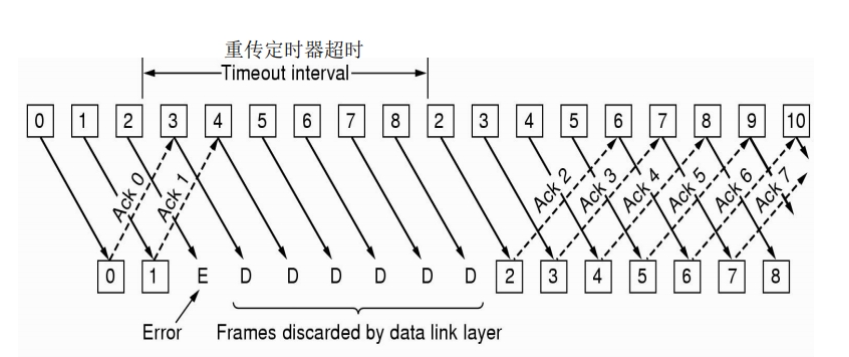 重传定时器超时
Timeout interval
0 1 2 3 4 5 6 7 8 2 3 4 5 6 7 8 9 10
Ack 0 Ack 1 Ack 2 Ack 3 Ack 4 Ack 5 Ack 6 Ack 7
0 1 E D D D D D D 2 3 4 5 6 7 8
Error Frames discarded by data link layer